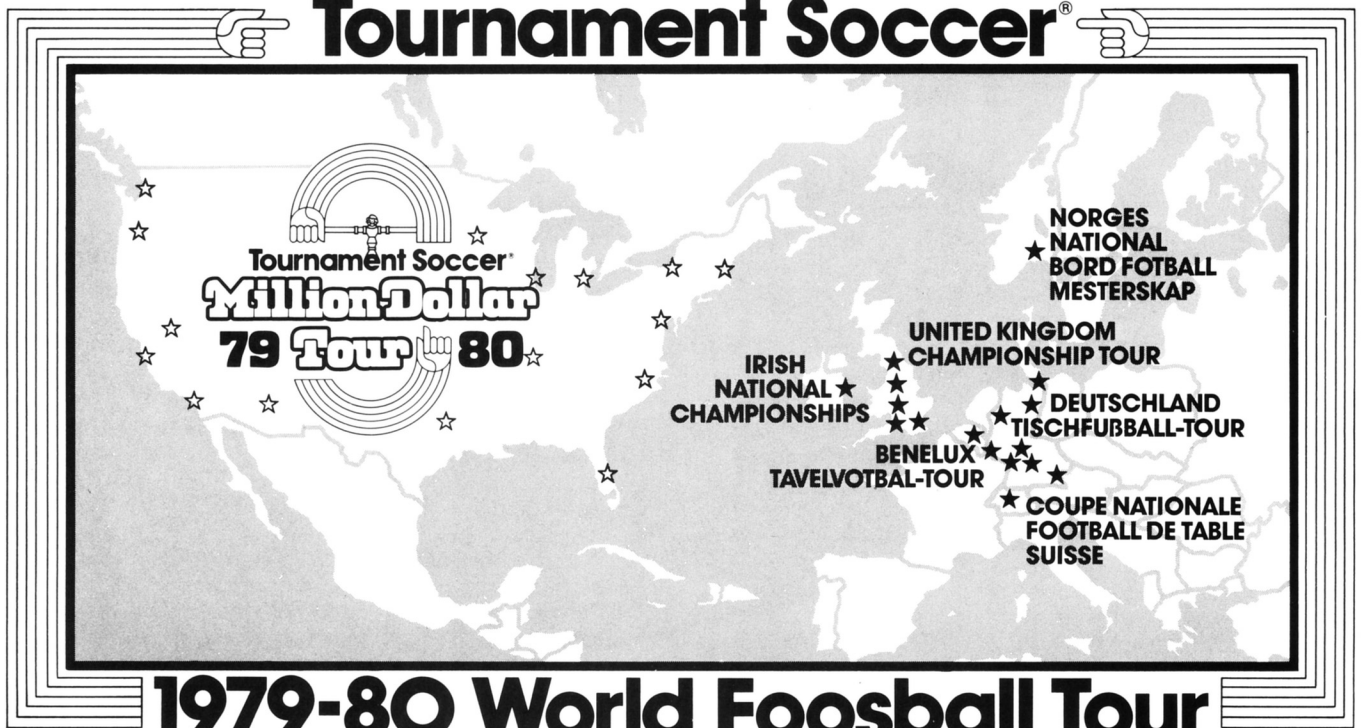 Tournament Soccer®
Tournament Soccer®
Million-Dollar
79 Tour 80
NORGES
NATIONAL
BORD FOTBALL
MESTERSKAP
UNITED KINGDOM
CHAMPIONSHIP TOUR
IRISH
NATIONAL
CHAMPIONSHIPS
DEUTSCHLAND
TISCHFUßBALL-TOUR
BENELUX
TAVELVOTBAL-TOUR
COUPE NATIONALE
FOOTBALL DE TABLE
SUISSE
1979-80 World Foosball Tour